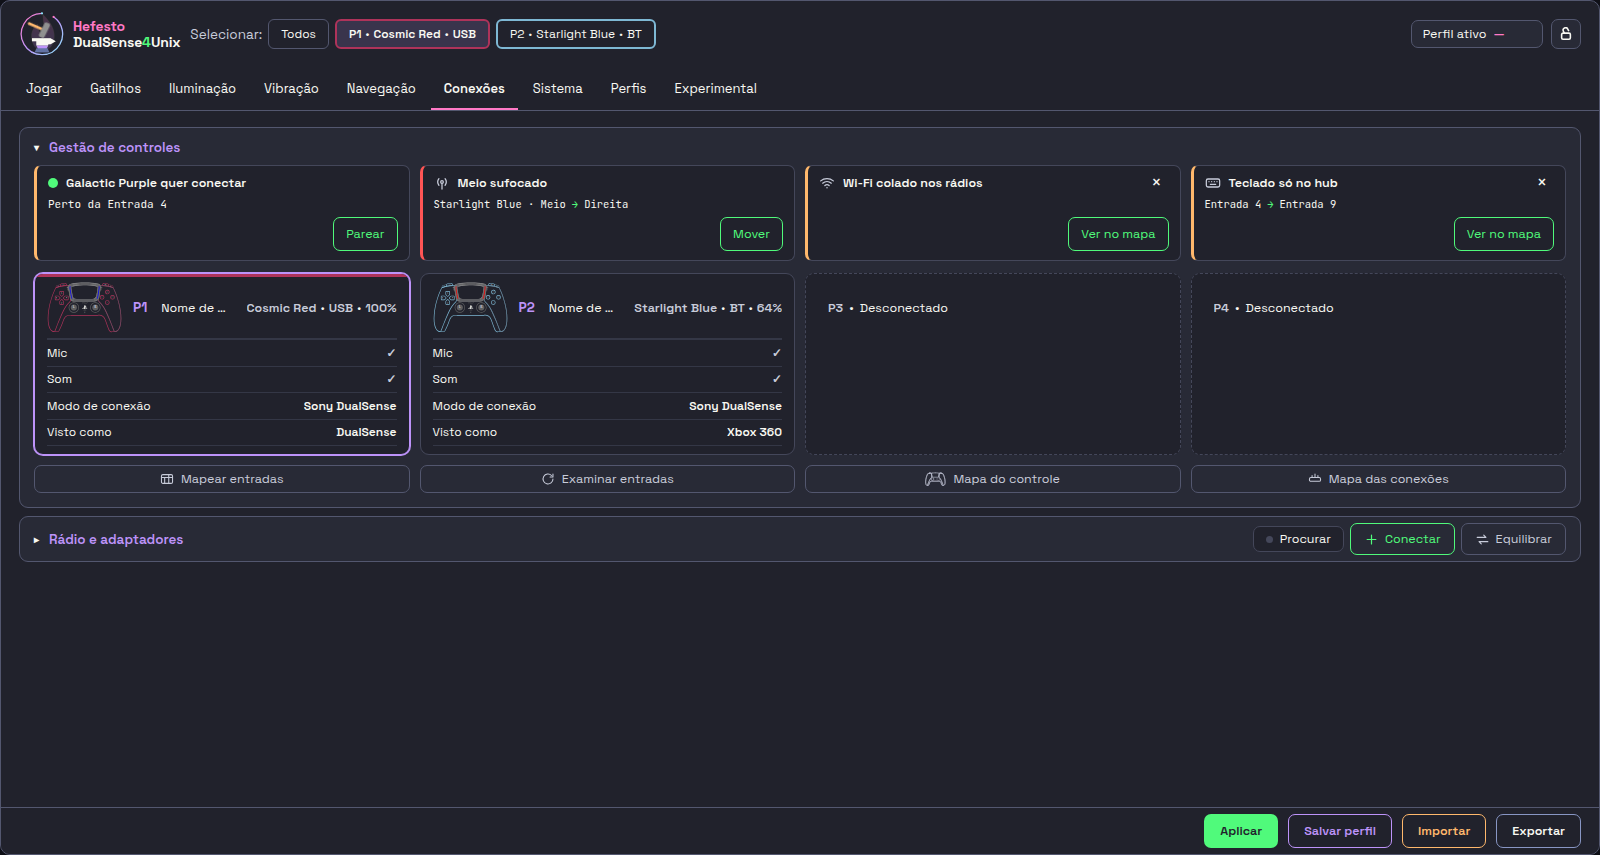 Hefesto
DualSense4Unix
Selecionar:
Todos
P1 • Cosmic Red • USB
P2 • Starlight Blue • BT
Perfil ativo —
Jogar
Gatilhos
Iluminação
Vibração
Navegação
Conexões
Sistema
Perfis
Experimental
▾ Gestão de controles
Galactic Purple quer conectar
Perto da Entrada 4
Parear
Meio sufocado
Starlight Blue · Meio → Direita
Mover
Wi-Fi colado nos rádios
×
Ver no mapa
Teclado só no hub
×
Entrada 4 → Entrada 9
Ver no mapa
P1 Nome de ... Cosmic Red • USB • 100%
Mic ✓
Som ✓
Modo de conexão Sony DualSense
Visto como DualSense
P2 Nome de ... Starlight Blue • BT • 64%
Mic ✓
Som ✓
Modo de conexão Sony DualSense
Visto como Xbox 360
P3 • Desconectado
P4 • Desconectado
Mapear entradas
Examinar entradas
Mapa do controle
Mapa das conexões
▸ Rádio e adaptadores
Procurar
+ Conectar
Equilibrar
Aplicar
Salvar perfil
Importar
Exportar